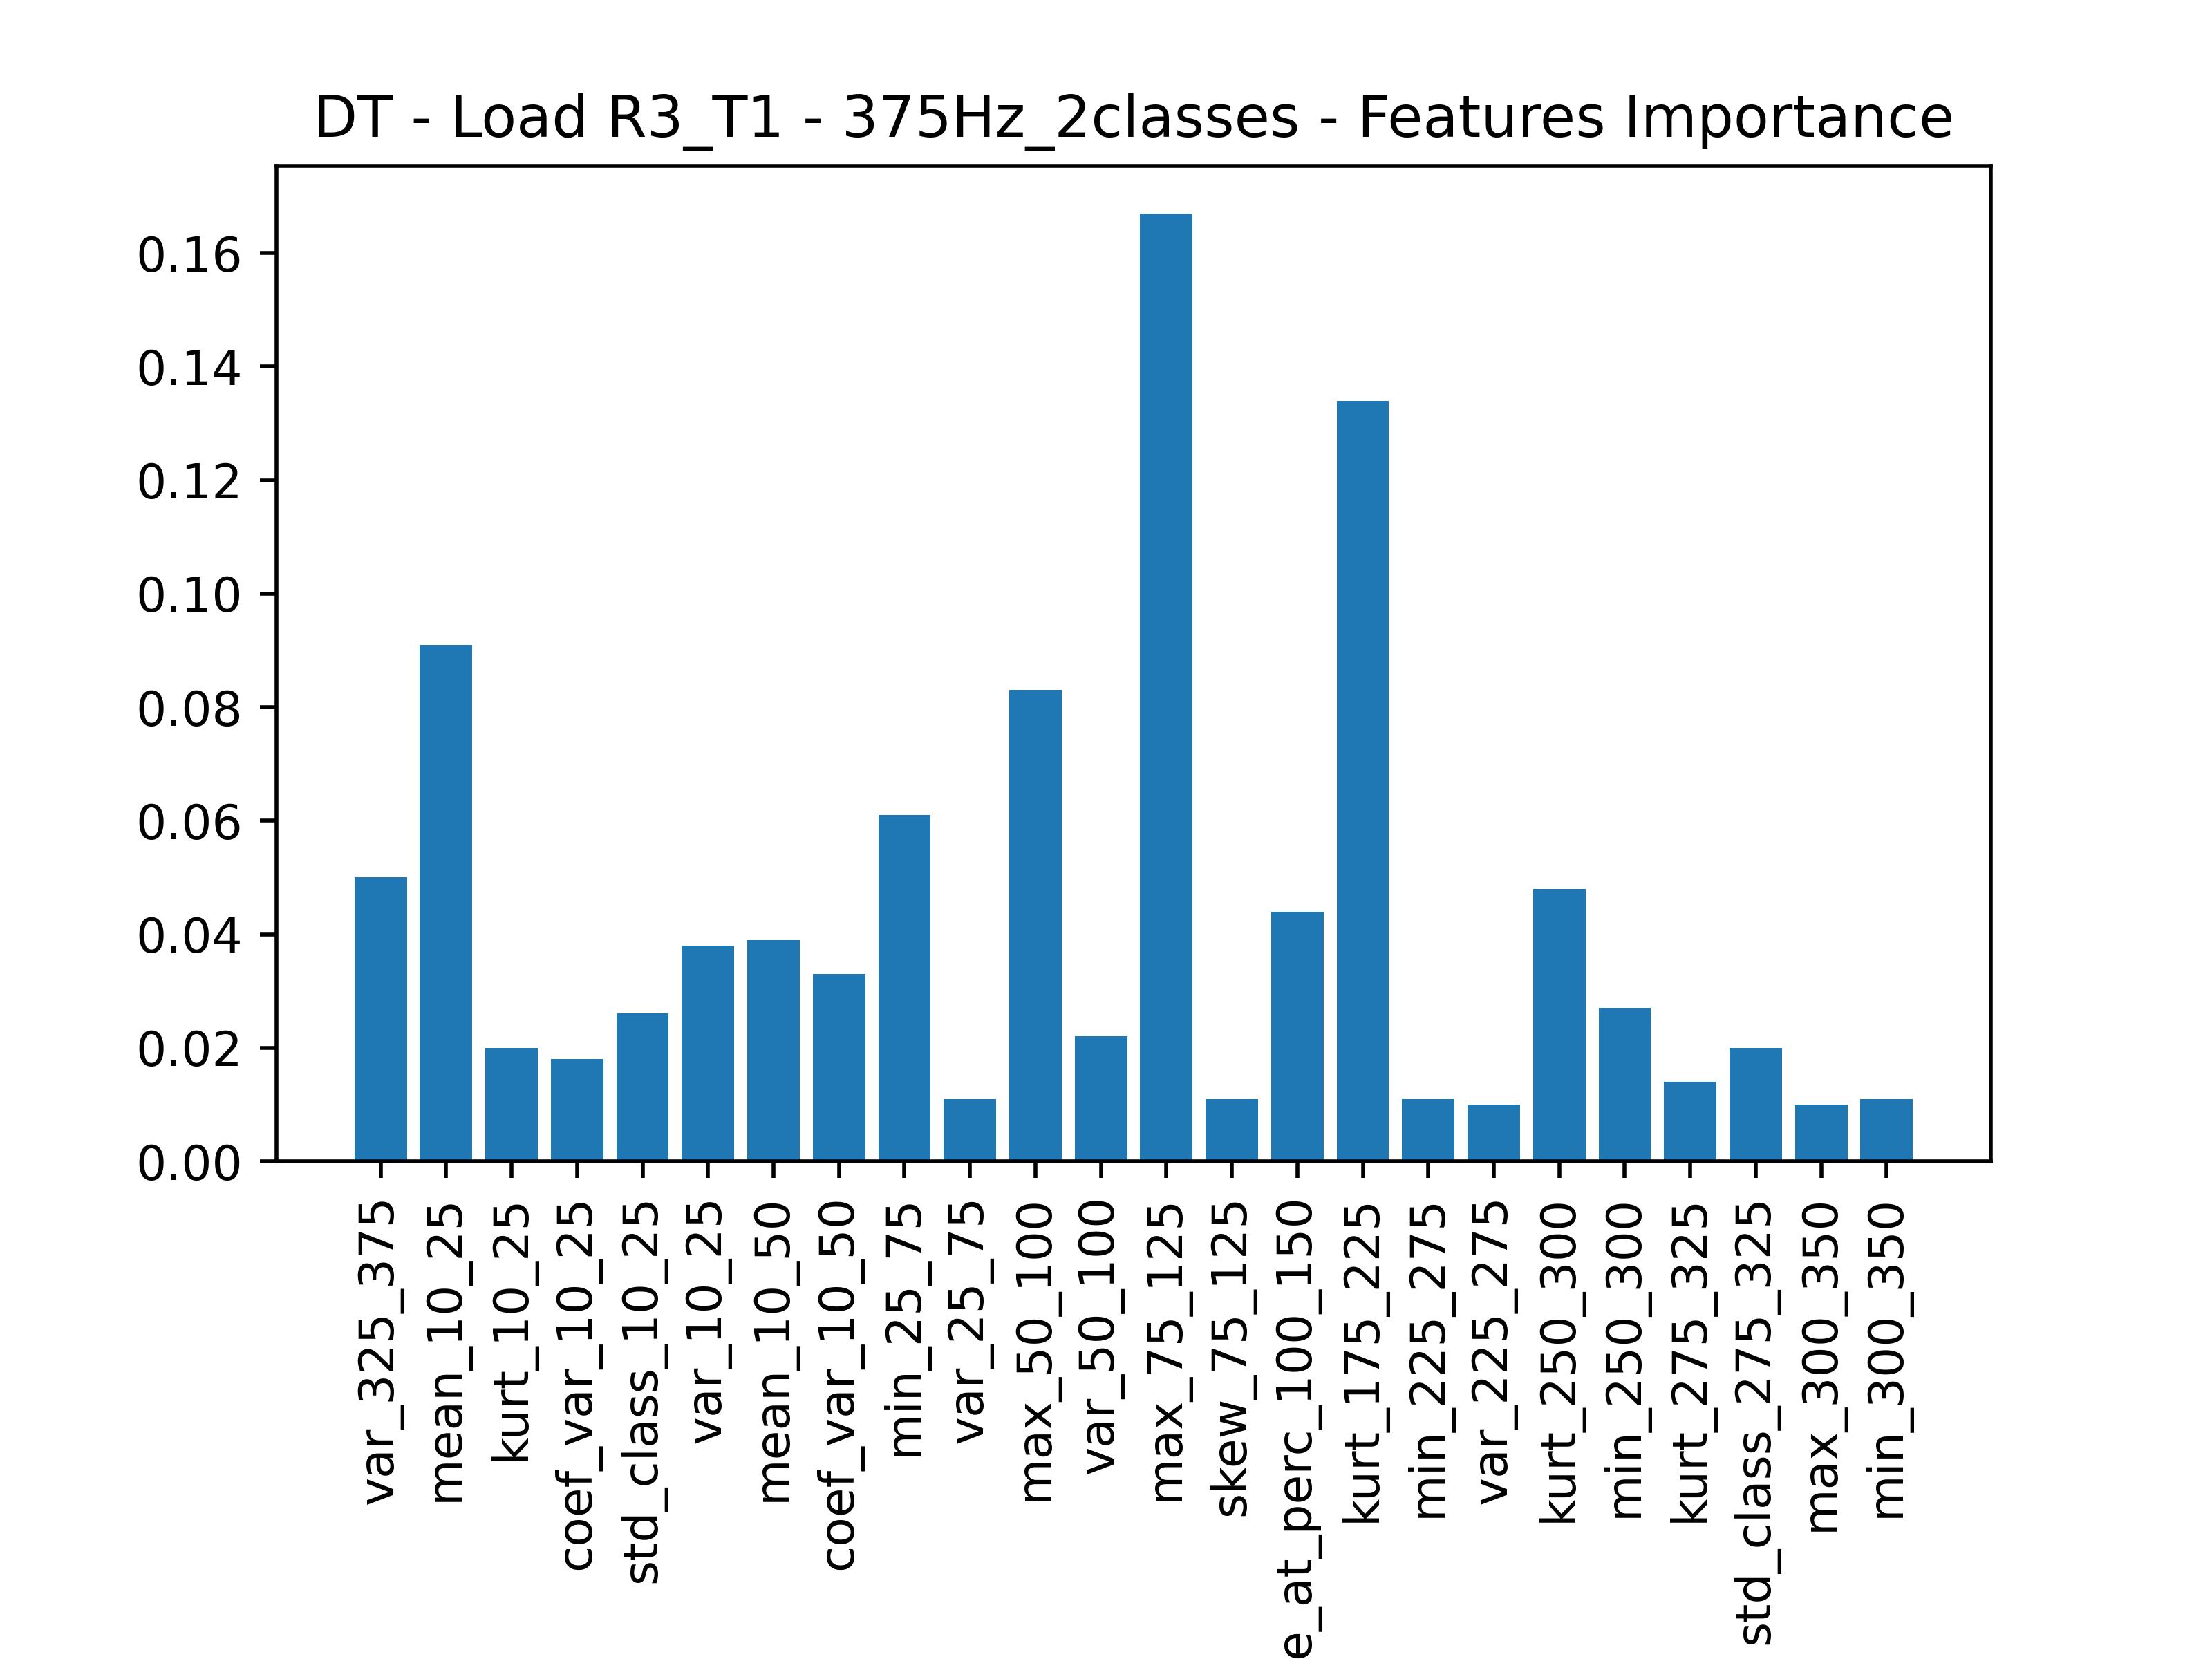 DT - Load R3_T1 - 375Hz_2classes - Features Importance
0.16
0.14
0.12
0.10
0.08
0.06
0.04
0.02
0.00
var_325_375
mean_10_25
kurt_10_25
coef_var_10_25
std_class_10_25
var_10_25
mean_10_50
coef_var_10_50
min_25_75
var_25_75
max_50_100
var_50_100
max_75_125
skew_75_125
e_at_perc_100_150
kurt_175_225
min_225_275
var_225_275
kurt_250_300
min_250_300
kurt_275_325
std_class_275_325
max_300_350
min_300_350